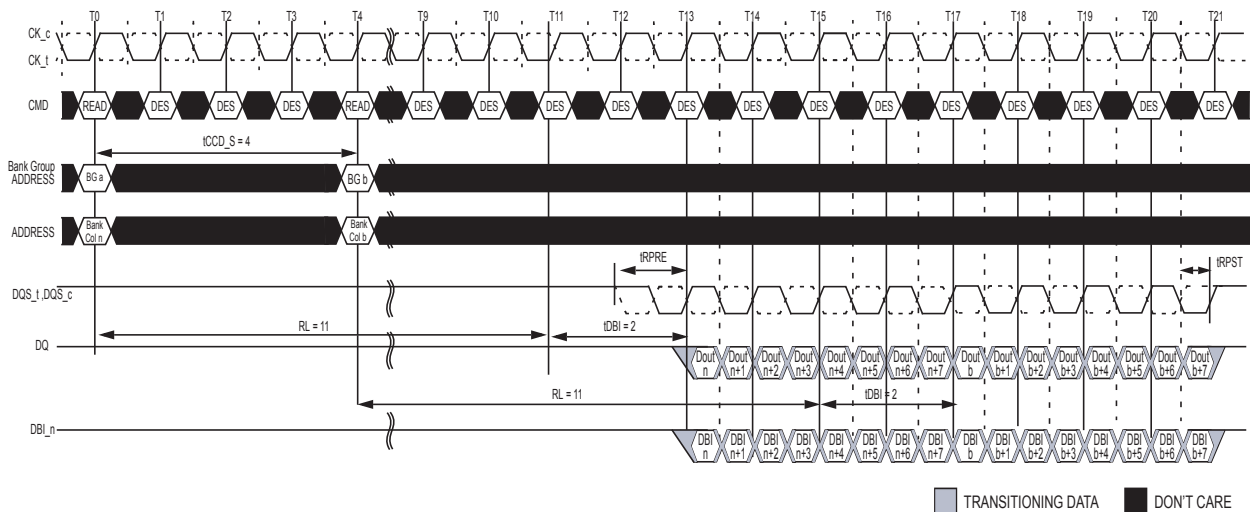 T0 T1 T2 T3 T4 T9 T10 T11 T12 T13 T14 T15 T16 T17 T18 T19 T20 T21
CK_c
CK_t
CMD READ DES DES DES READ DES DES DES DES DES DES DES DES DES DES DES DES DES
tCCD_S = 4
Bank Group
ADDRESS
BG a BG b
ADDRESS
Bank
Col n
Bank
Col b
tRPRE tRPST
DQS_t ,DQS_c
RL = 11 tDBI = 2
DQ
Dout Dout Dout Dout Dout Dout Dout Dout Dout Dout Dout Dout Dout Dout Dout Dout
n n+1 n+2 n+3 n+4 n+5 n+6 n+7 b b+1 b+2 b+3 b+4 b+5 b+6 b+7
RL = 11 tDBI = 2
DBI_n
DBI DBI DBI DBI DBI DBI DBI DBI DBI DBI DBI DBI DBI DBI DBI DBI
n n+1 n+2 n+3 n+4 n+5 n+6 n+7 b b+1 b+2 b+3 b+4 b+5 b+6 b+7
TRANSITIONING DATA DON'T CARE